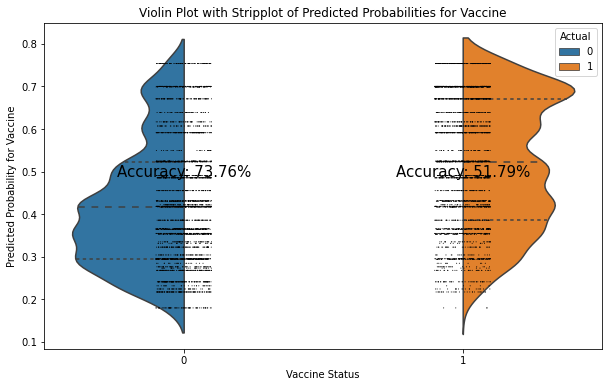 Violin Plot with Stripplot of Predicted Probabilities for Vaccine
Actual
0
1
0.8
0.7
0.6
0.5
0.4
0.3
0.2
0.1
Predicted Probability for Vaccine
Accuracy: 73.76%
Accuracy: 51.79%
0
1
Vaccine Status